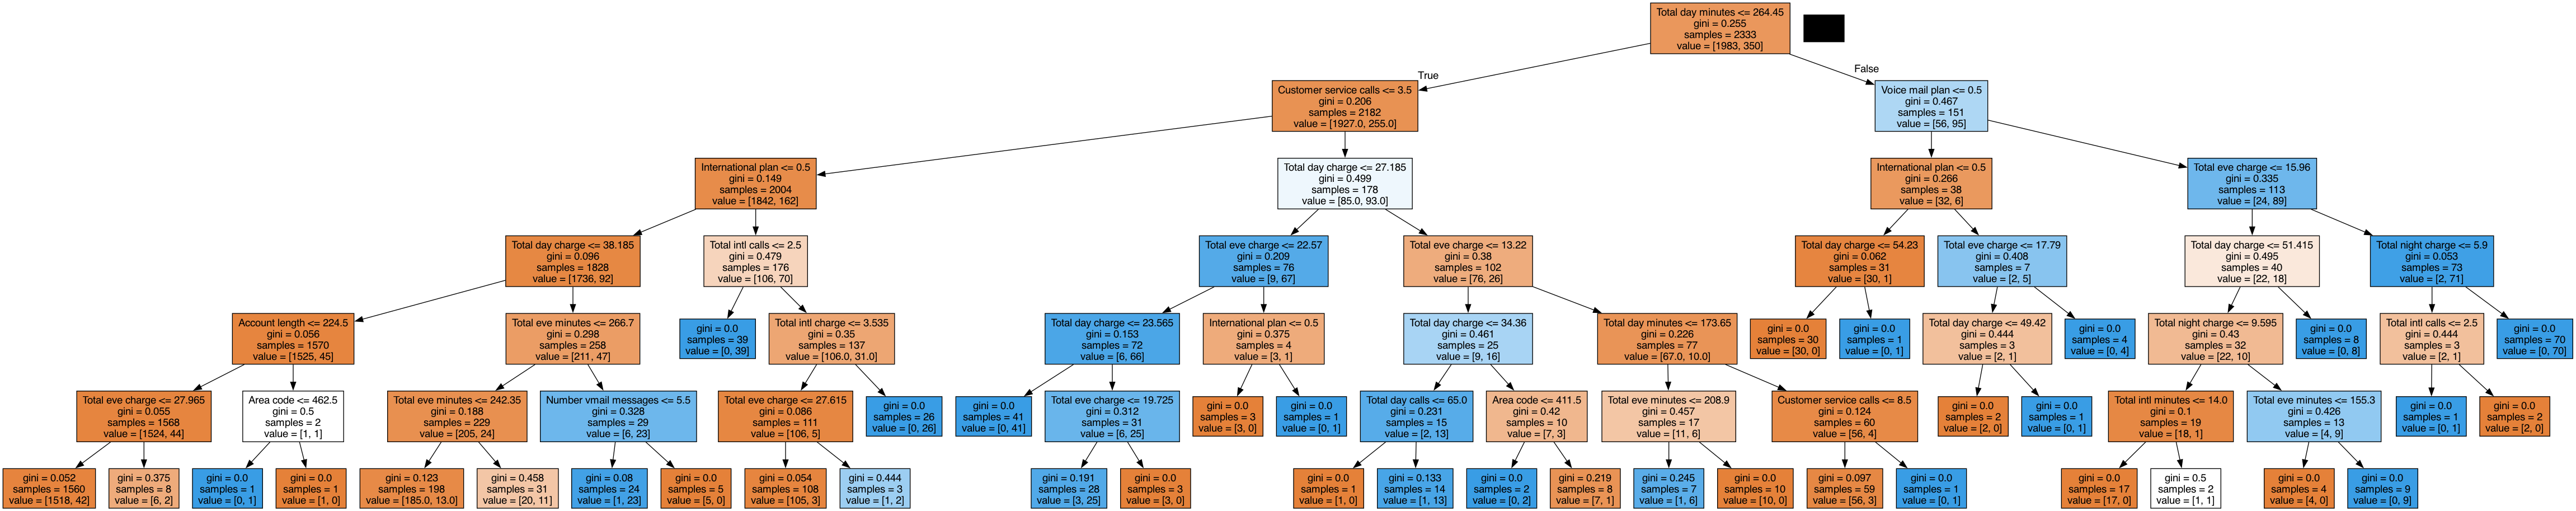 Total day minutes <= 264.45
gini = 0.255
samples = 2333
value = [1983, 350]
True
False
Customer service calls <= 3.5
gini = 0.206
samples = 2182
value = [1927.0, 255.0]
Voice mail plan <= 0.5
gini = 0.467
samples = 151
value = [56, 95]
International plan <= 0.5
gini = 0.149
samples = 2004
value = [1842, 162]
Total day charge <= 27.185
gini = 0.499
samples = 178
value = [85.0, 93.0]
International plan <= 0.5
gini = 0.266
samples = 38
value = [32, 6]
Total eve charge <= 15.96
gini = 0.335
samples = 113
value = [24, 89]
Total day charge <= 38.185
gini = 0.096
samples = 1828
value = [1736, 92]
Total intl calls <= 2.5
gini = 0.479
samples = 176
value = [106, 70]
Total eve charge <= 22.57
gini = 0.209
samples = 76
value = [9, 67]
Total eve charge <= 13.22
gini = 0.38
samples = 102
value = [76, 26]
Total day charge <= 54.23
gini = 0.062
samples = 31
value = [30, 1]
Total eve charge <= 17.79
gini = 0.408
samples = 7
value = [2, 5]
Total day charge <= 51.415
gini = 0.495
samples = 40
value = [22, 18]
Total night charge <= 5.9
gini = 0.053
samples = 73
value = [2, 71]
Account length <= 224.5
gini = 0.056
samples = 1570
value = [1525, 45]
Total eve minutes <= 266.7
gini = 0.298
samples = 258
value = [211, 47]
gini = 0.0
samples = 39
value = [0, 39]
Total intl charge <= 3.535
gini = 0.35
samples = 137
value = [106.0, 31.0]
Total day charge <= 23.565
gini = 0.153
samples = 72
value = [6, 66]
International plan <= 0.5
gini = 0.375
samples = 4
value = [3, 1]
Total day charge <= 34.36
gini = 0.461
samples = 25
value = [9, 16]
Total day minutes <= 173.65
gini = 0.226
samples = 77
value = [67.0, 10.0]
gini = 0.0
samples = 30
value = [30, 0]
gini = 0.0
samples = 1
value = [0, 1]
Total day charge <= 49.42
gini = 0.444
samples = 3
value = [2, 1]
gini = 0.0
samples = 4
value = [0, 4]
Total night charge <= 9.595
gini = 0.43
samples = 32
value = [22, 10]
gini = 0.0
samples = 8
value = [0, 8]
Total intl calls <= 2.5
gini = 0.444
samples = 3
value = [2, 1]
gini = 0.0
samples = 70
value = [0, 70]
Total eve charge <= 27.965
gini = 0.055
samples = 1568
value = [1524, 44]
Area code <= 462.5
gini = 0.5
samples = 2
value = [1, 1]
Total eve minutes <= 242.35
gini = 0.188
samples = 229
value = [205, 24]
Number vmail messages <= 5.5
gini = 0.328
samples = 29
value = [6, 23]
Total eve charge <= 27.615
gini = 0.086
samples = 111
value = [106, 5]
gini = 0.0
samples = 26
value = [0, 26]
gini = 0.0
samples = 41
value = [0, 41]
Total eve charge <= 19.725
gini = 0.312
samples = 31
value = [6, 25]
gini = 0.0
samples = 3
value = [3, 0]
gini = 0.0
samples = 1
value = [0, 1]
Total day calls <= 65.0
gini = 0.231
samples = 15
value = [2, 13]
Area code <= 411.5
gini = 0.42
samples = 10
value = [7, 3]
Total eve minutes <= 208.9
gini = 0.457
samples = 17
value = [11, 6]
Customer service calls <= 8.5
gini = 0.124
samples = 60
value = [56, 4]
gini = 0.0
samples = 2
value = [2, 0]
gini = 0.0
samples = 1
value = [0, 1]
Total intl minutes <= 14.0
gini = 0.1
samples = 19
value = [18, 1]
Total eve minutes <= 155.3
gini = 0.426
samples = 13
value = [4, 9]
gini = 0.0
samples = 1
value = [0, 1]
gini = 0.0
samples = 2
value = [2, 0]
gini = 0.052
samples = 1560
value = [1518, 42]
gini = 0.375
samples = 8
value = [6, 2]
gini = 0.0
samples = 1
value = [0, 1]
gini = 0.0
samples = 1
value = [1, 0]
gini = 0.123
samples = 198
value = [185.0, 13.0]
gini = 0.458
samples = 31
value = [20, 11]
gini = 0.08
samples = 24
value = [1, 23]
gini = 0.0
samples = 5
value = [5, 0]
gini = 0.054
samples = 108
value = [105, 3]
gini = 0.444
samples = 3
value = [1, 2]
gini = 0.191
samples = 28
value = [3, 25]
gini = 0.0
samples = 3
value = [3, 0]
gini = 0.0
samples = 1
value = [1, 0]
gini = 0.133
samples = 14
value = [1, 13]
gini = 0.0
samples = 2
value = [0, 2]
gini = 0.219
samples = 8
value = [7, 1]
gini = 0.245
samples = 7
value = [1, 6]
gini = 0.0
samples = 10
value = [10, 0]
gini = 0.097
samples = 59
value = [56, 3]
gini = 0.0
samples = 1
value = [0, 1]
gini = 0.0
samples = 17
value = [17, 0]
gini = 0.5
samples = 2
value = [1, 1]
gini = 0.0
samples = 4
value = [4, 0]
gini = 0.0
samples = 9
value = [0, 9]